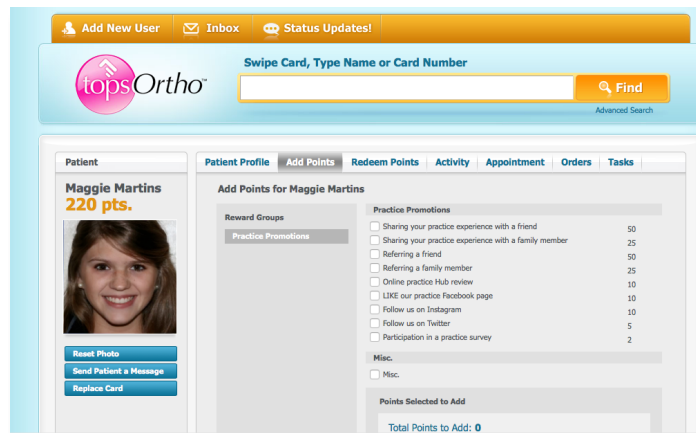 Add New User
Inbox
Status Updates!
topsOrtho™
Swipe Card, Type Name or Card Number
Find
Advanced Search
Patient
Patient Profile Add Points Redeem Points Activity Appointment Orders Tasks
Maggie Martins
220 pts.
Reset Photo
Send Patient a Message
Replace Card
Add Points for Maggie Martins
Reward Groups
Practice Promotions
Practice Promotions
Sharing your practice experience with a friend 50
Sharing your practice experience with a family member 25
Referring a friend 50
Referring a family member 25
Online practice Hub review 10
LIKE our practice Facebook page 10
Follow us on Instagram 10
Follow us on Twitter 5
Participation in a practice survey 2
Misc.
Misc.
Points Selected to Add
Total Points to Add: 0